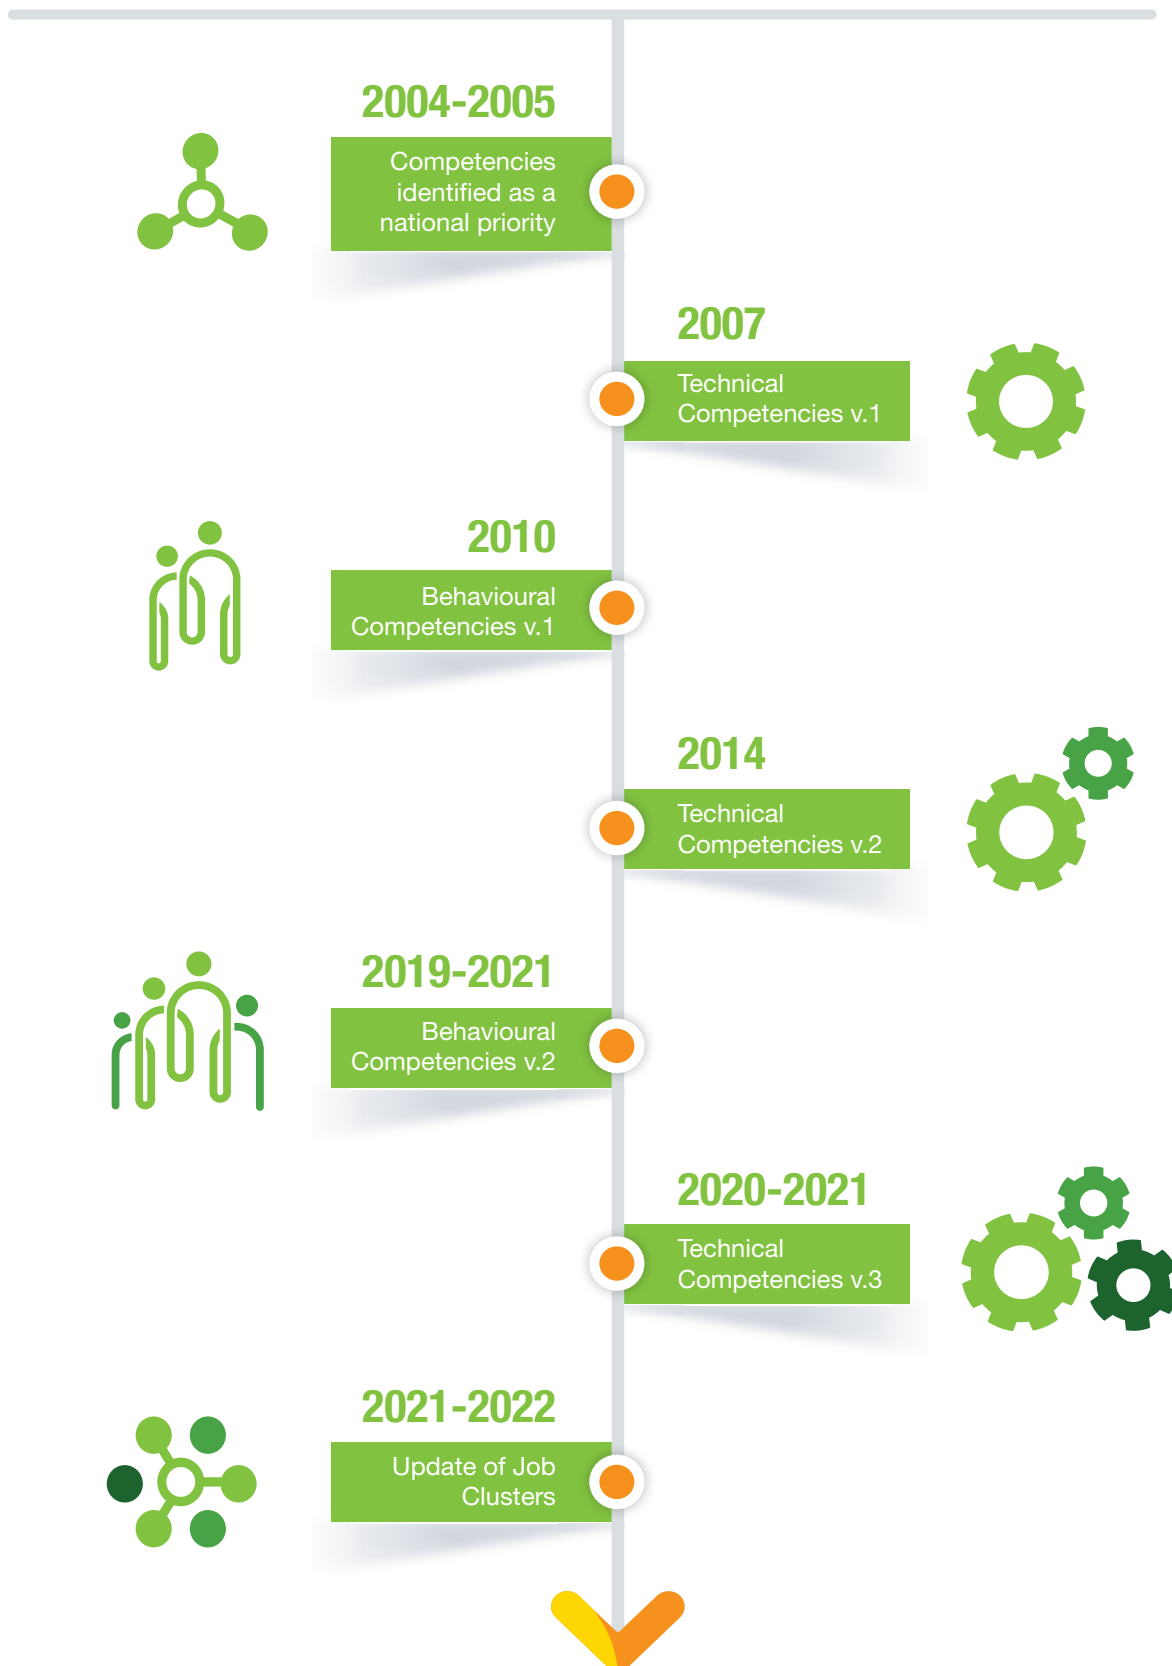 2004-2005
Competencies
identified as a
national priority
2007
Technical
Competencies v.1
2010
Behavioural
Competencies v.1
2014
Technical
Competencies v.2
2019-2021
Behavioural
Competencies v.2
2020-2021
Technical
Competencies v.3
2021-2022
Update of Job
Clusters